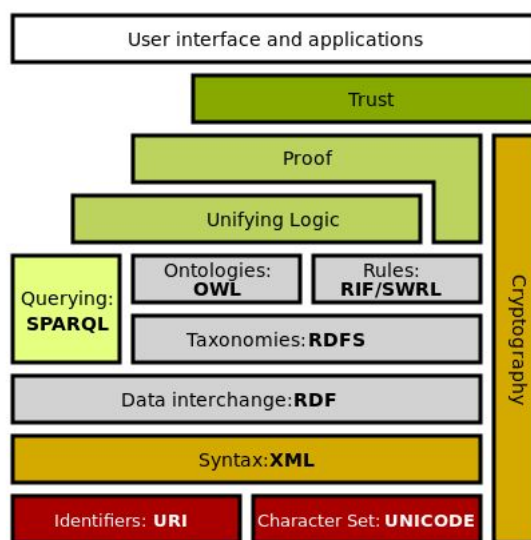 User interface and applications
Trust
Proof
Unifying Logic
Ontologies:
OWL
Rules:
RIF/SWRL
Querying:
SPARQL
Taxonomies:RDFS
Cryptography
Data interchange:RDF
Syntax:XML
Identifiers: URI
Character Set: UNICODE